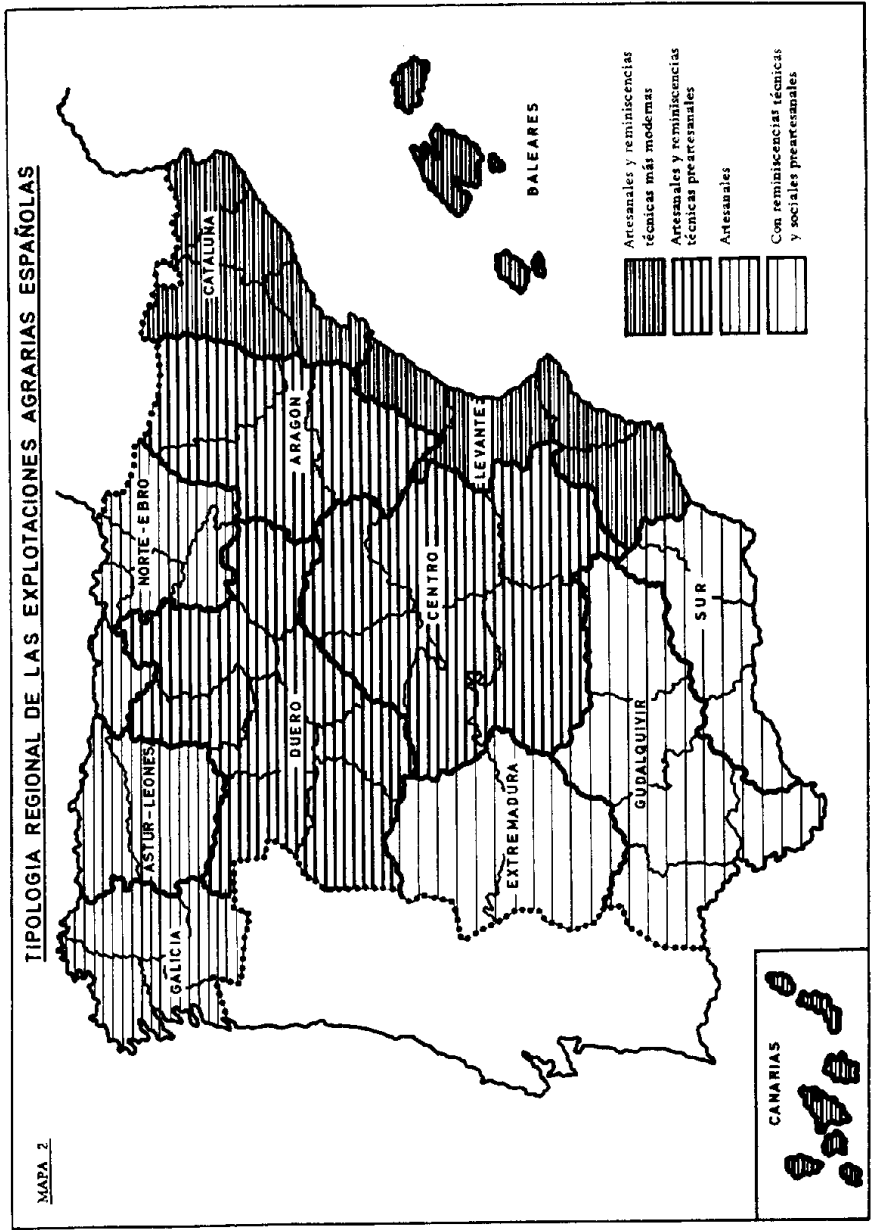 MAPA 2
TIPOLOGIA REGIONAL DE LAS EXPLOTACIONES AGRARIAS ESPAÑOLAS
GALICIA
ASTUR-LEONES
NORTE-EBRO
CATALUÑA
DUERO
ARAGON
CENTRO
LEVANTE
BALEARES
EXTREMADURA
GUDALQUIVIR
SUR
CANARIAS
Artesanales y reminiscencias
técnicas más modernas
Artesanales y reminiscencias
técnicas preartesanales
Artesanales
Con reminiscencias técnicas
y sociales preartesanales